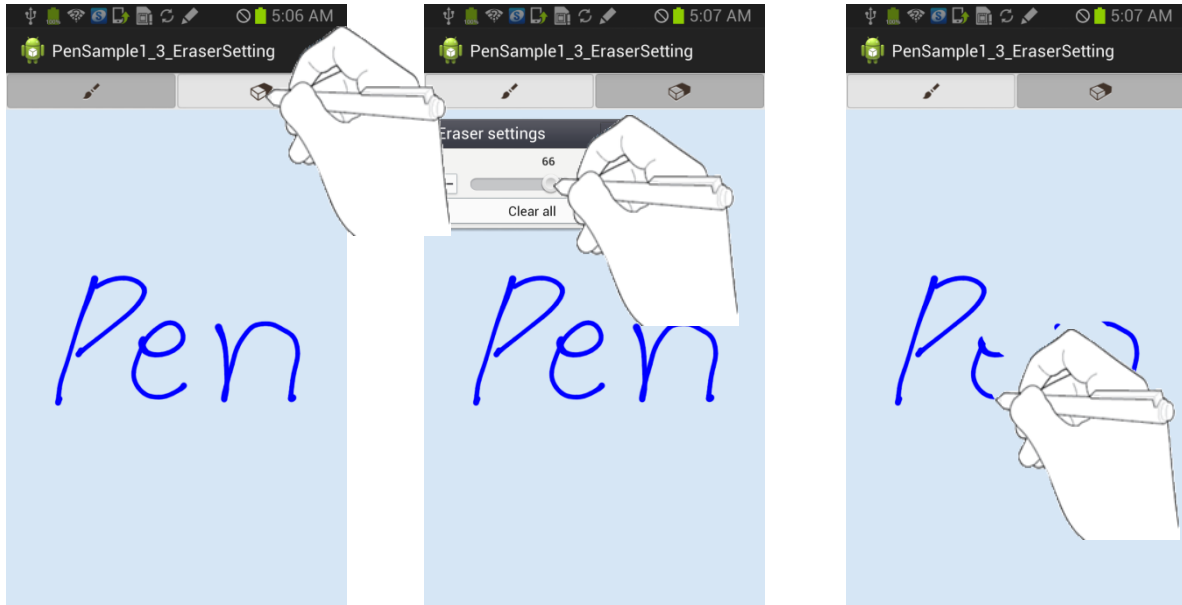 5:06 AM
PenSample1_3_EraserSetting
Pen
5:07 AM
PenSample1_3_EraserSetting
Eraser settings
66
Clear all
Pen
5:07 AM
PenSample1_3_EraserSetting